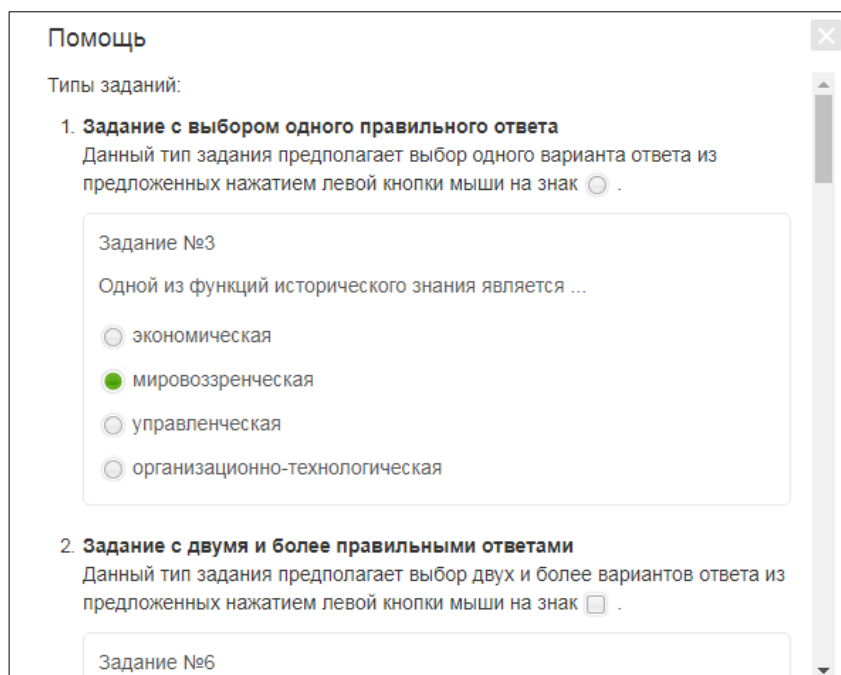 Помощь
Типы заданий:
1. Задание с выбором одного правильного ответа
Данный тип задания предполагает выбор одного варианта ответа из
предложенных нажатием левой кнопки мыши на знак .
Задание №3
Одной из функций исторического знания является ...
экономическая
мировоззренческая
управленческая
организационно-технологическая
2. Задание с двумя и более правильными ответами
Данный тип задания предполагает выбор двух и более вариантов ответа из
предложенных нажатием левой кнопки мыши на знак .
Задание №6